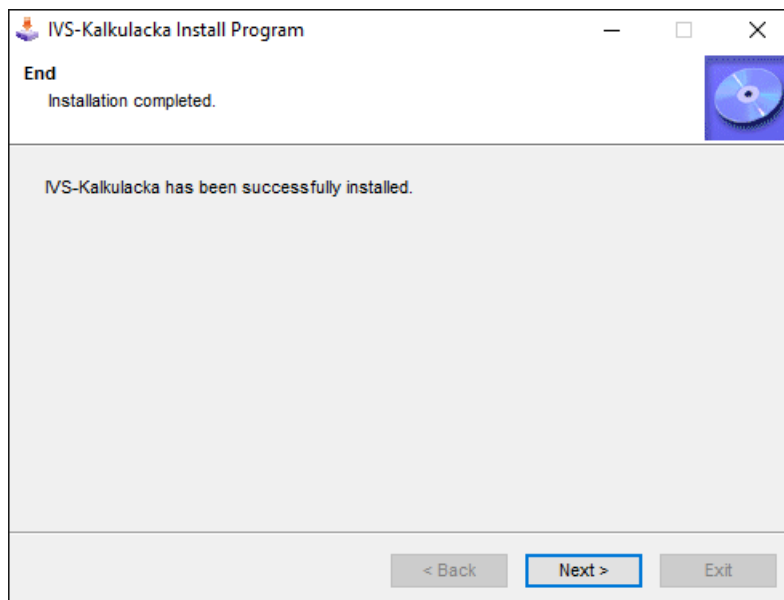 IVS-Kalkulacka Install Program
End
Installation completed.
IVS-Kalkulacka has been successfully installed.
< Back
Next >
Exit